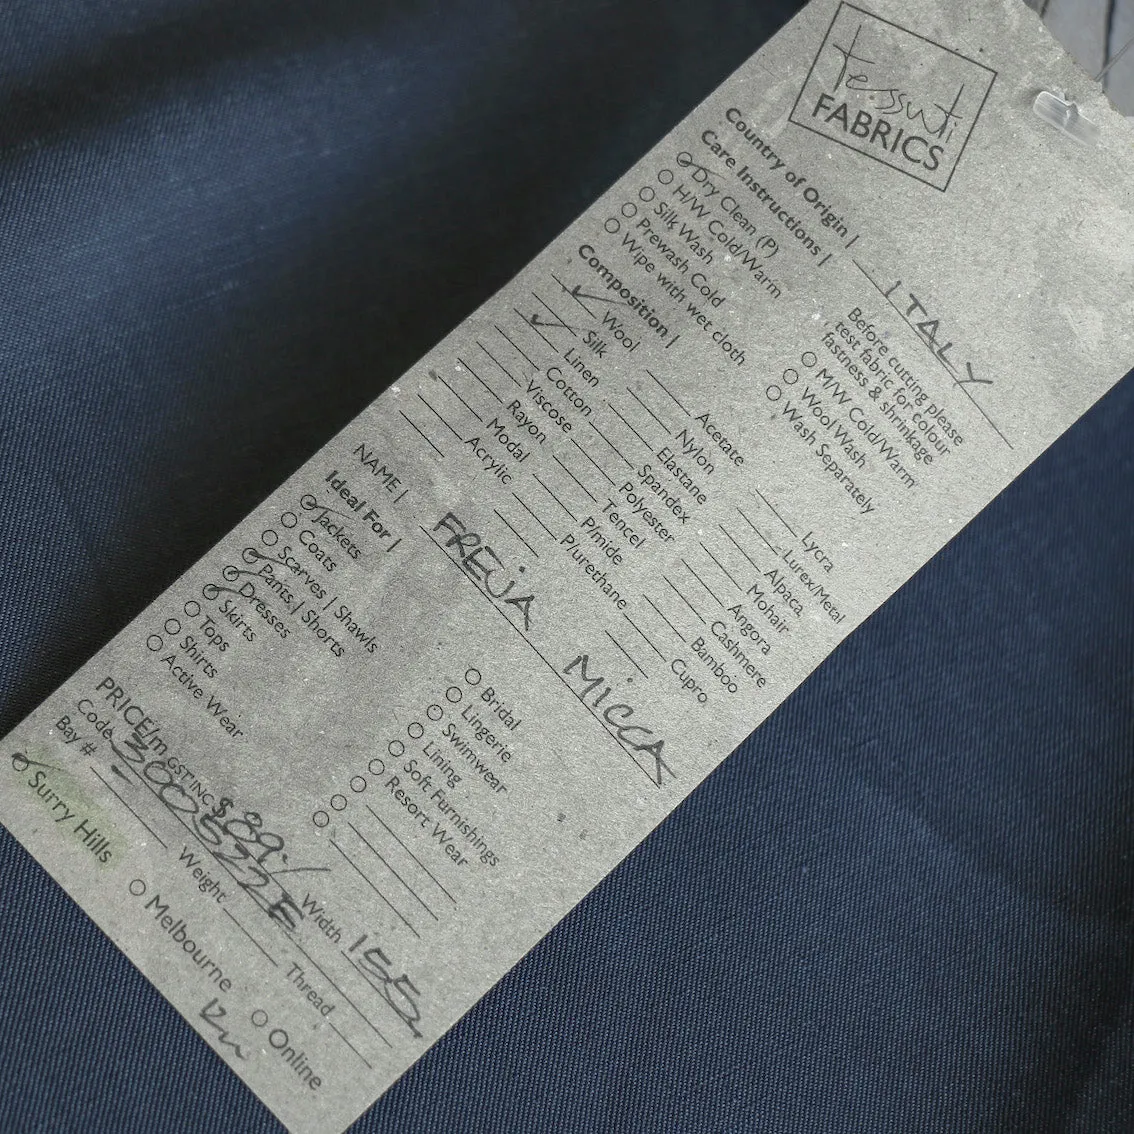 tessuti
FABRICS
Country of Origin | ITALY
Care Instructions |
Dry Clean (P)
H/W Cold/Warm
Silk Wash
Prewash Cold
Wipe with wet cloth
Before cutting please
test fabric for colour
fastness & shrinkage
M/W Cold/Warm
Wool Wash
Wash Separately
Composition |
Wool
Silk
Linen
Cotton
Viscose
Rayon
Modal
Acrylic
Acetate
Nylon
Elastane
Spandex
Polyester
Tencel
P/mide
P/urethane
Lycra
Lurex/Metal
Alpaca
Mohair
Angora
Cashmere
Bamboo
Cupro
NAME | FREJA MICCA
Ideal For |
Jackets
Coats
Scarves | Shawls
Pants | Shorts
Dresses
Skirts
Tops
Shirts
Active Wear
Bridal
Lingerie
Swimwear
Lining
Soft Furnishings
Resort Wear
PRICE/m GST INC $89./ Width 155
Code 300522E
Bay # Weight Thread
Surry Hills Melbourne Online